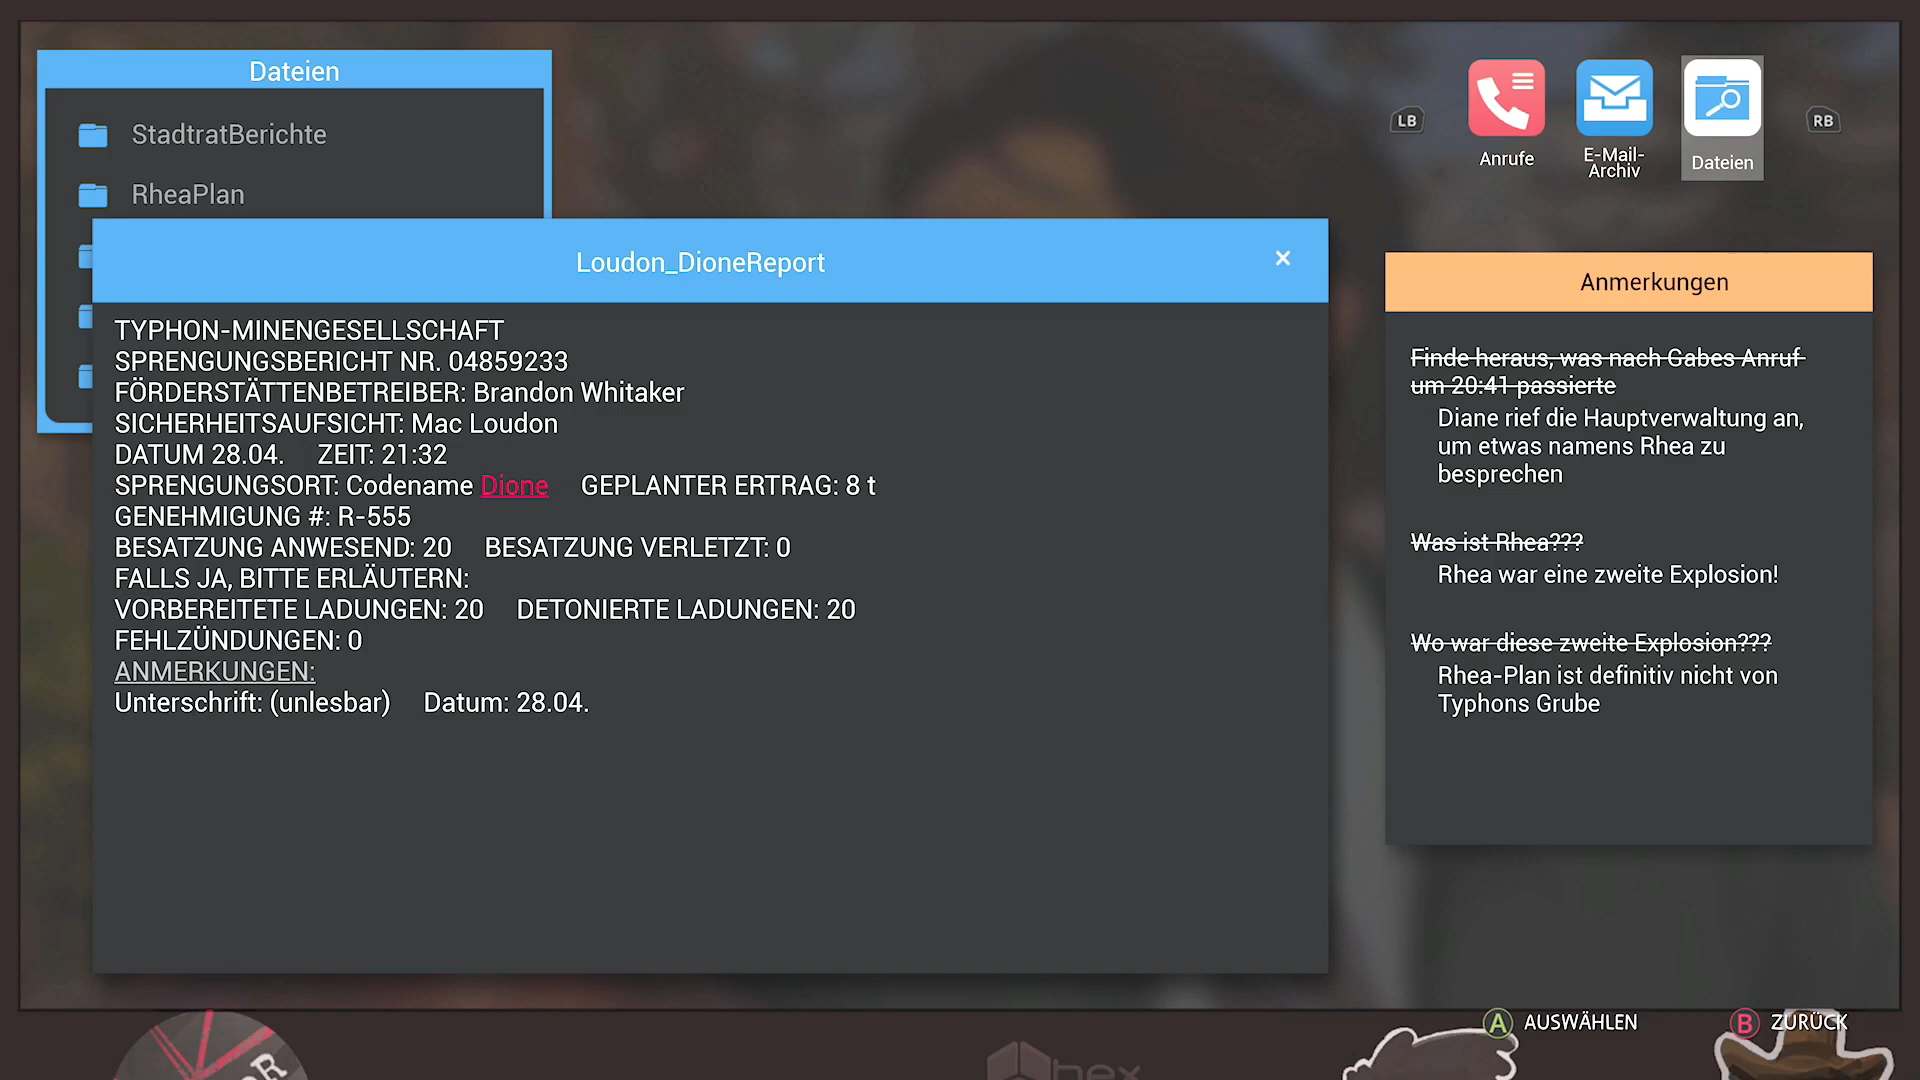 Dateien
StadtratBerichte
RheaPlan
LB
Anrufe
E-Mail-
Archiv
Dateien
RB
Loudon_DioneReport
×
TYPHON-MINENGESELLSCHAFT
SPRENGUNGSBERICHT NR. 04859233
FÖRDERSTÄTTENBETREIBER: Brandon Whitaker
SICHERHEITSAUFSICHT: Mac Loudon
DATUM 28.04. ZEIT: 21:32
SPRENGUNGSORT: Codename Dione GEPLANTER ERTRAG: 8 t
GENEHMIGUNG #: R-555
BESATZUNG ANWESEND: 20 BESATZUNG VERLETZT: 0
FALLS JA, BITTE ERLÄUTERN:
VORBEREITETE LADUNGEN: 20 DETONIERTE LADUNGEN: 20
FEHLZÜNDUNGEN: 0
ANMERKUNGEN:
Unterschrift: (unlesbar) Datum: 28.04.
Anmerkungen
Finde heraus, was nach Gabes Anruf
um 20:41 passierte
Diane rief die Hauptverwaltung an,
um etwas namens Rhea zu
besprechen
Was ist Rhea???
Rhea war eine zweite Explosion!
Wo war diese zweite Explosion???
Rhea-Plan ist definitiv nicht von
Typhons Grube
A AUSWÄHLEN
B ZURÜCK
hex